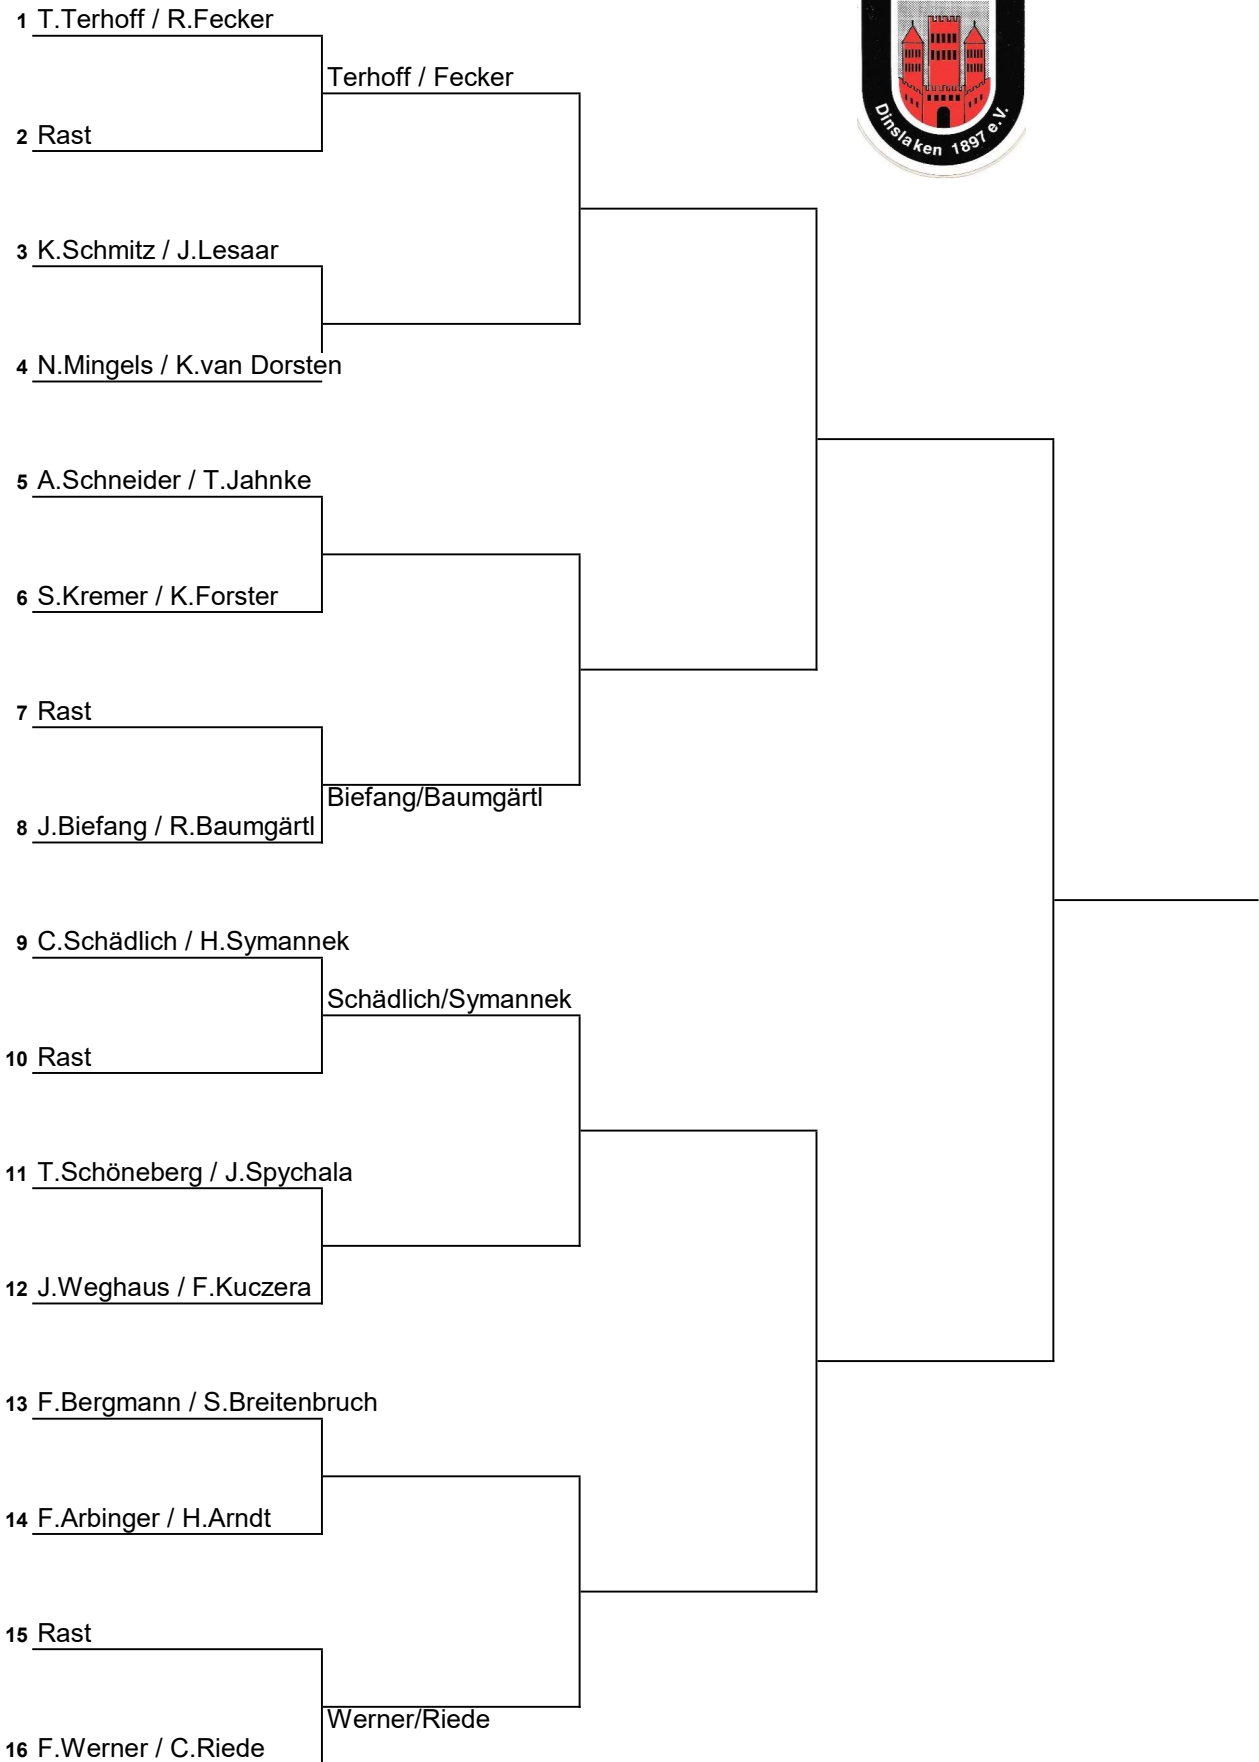 1 T.Terhoff / R.Fecker
Terhoff / Fecker
2 Rast
Dinslaken 1897 e.V.
3 K.Schmitz / J.Lesaar
4 N.Mingels / K.van Dorsten
5 A.Schneider / T.Jahnke
6 S.Kremer / K.Forster
7 Rast
Biefang/Baumgärtl
8 J.Biefang / R.Baumgärtl
9 C.Schädlich / H.Symannek
Schädlich/Symannek
10 Rast
11 T.Schöneberg / J.Spychala
12 J.Weghaus / F.Kuczera
13 F.Bergmann / S.Breitenbruch
14 F.Arbinger / H.Arndt
15 Rast
Werner/Riede
16 F.Werner / C.Riede